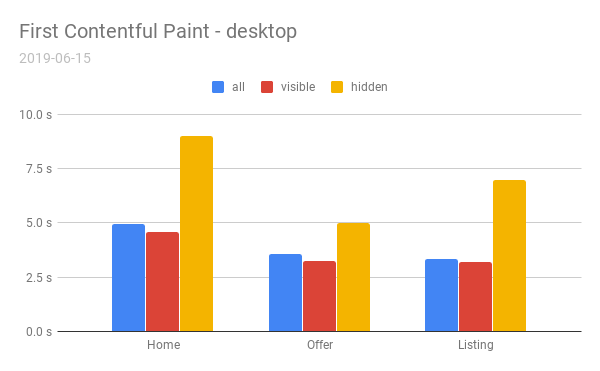 First Contentful Paint - desktop
2019-06-15
all visible hidden
10.0 s
7.5 s
5.0 s
2.5 s
0.0 s
Home Offer Listing